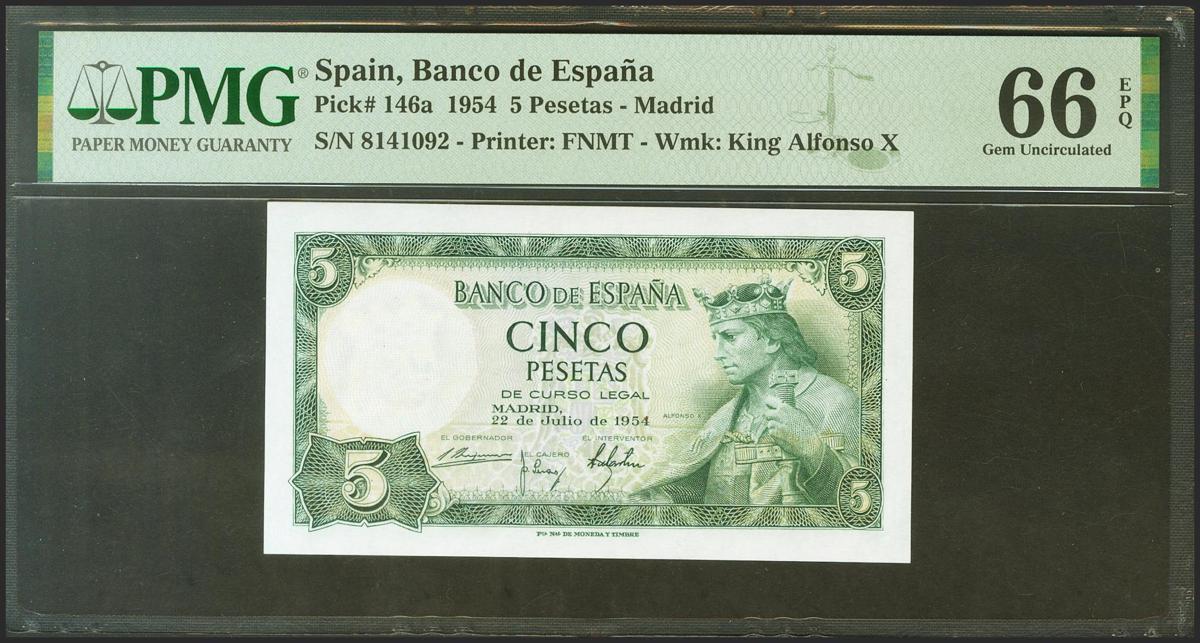 PMG®
PAPER MONEY GUARANTY
Spain, Banco de España
Pick# 146a 1954 5 Pesetas - Madrid
S/N 8141092 - Printer: FNMT - Wmk: King Alfonso X
66
EPQ
Gem Uncirculated
5
5
BANCO DE ESPAÑA
CINCO
PESETAS
DE CURSO LEGAL
MADRID,
22 de Julio de 1954
ALFONSO X
EL GOBERNADOR
EL INTERVENTOR
EL CAJERO
5
5
Fca Nal DE MONEDA Y TIMBRE